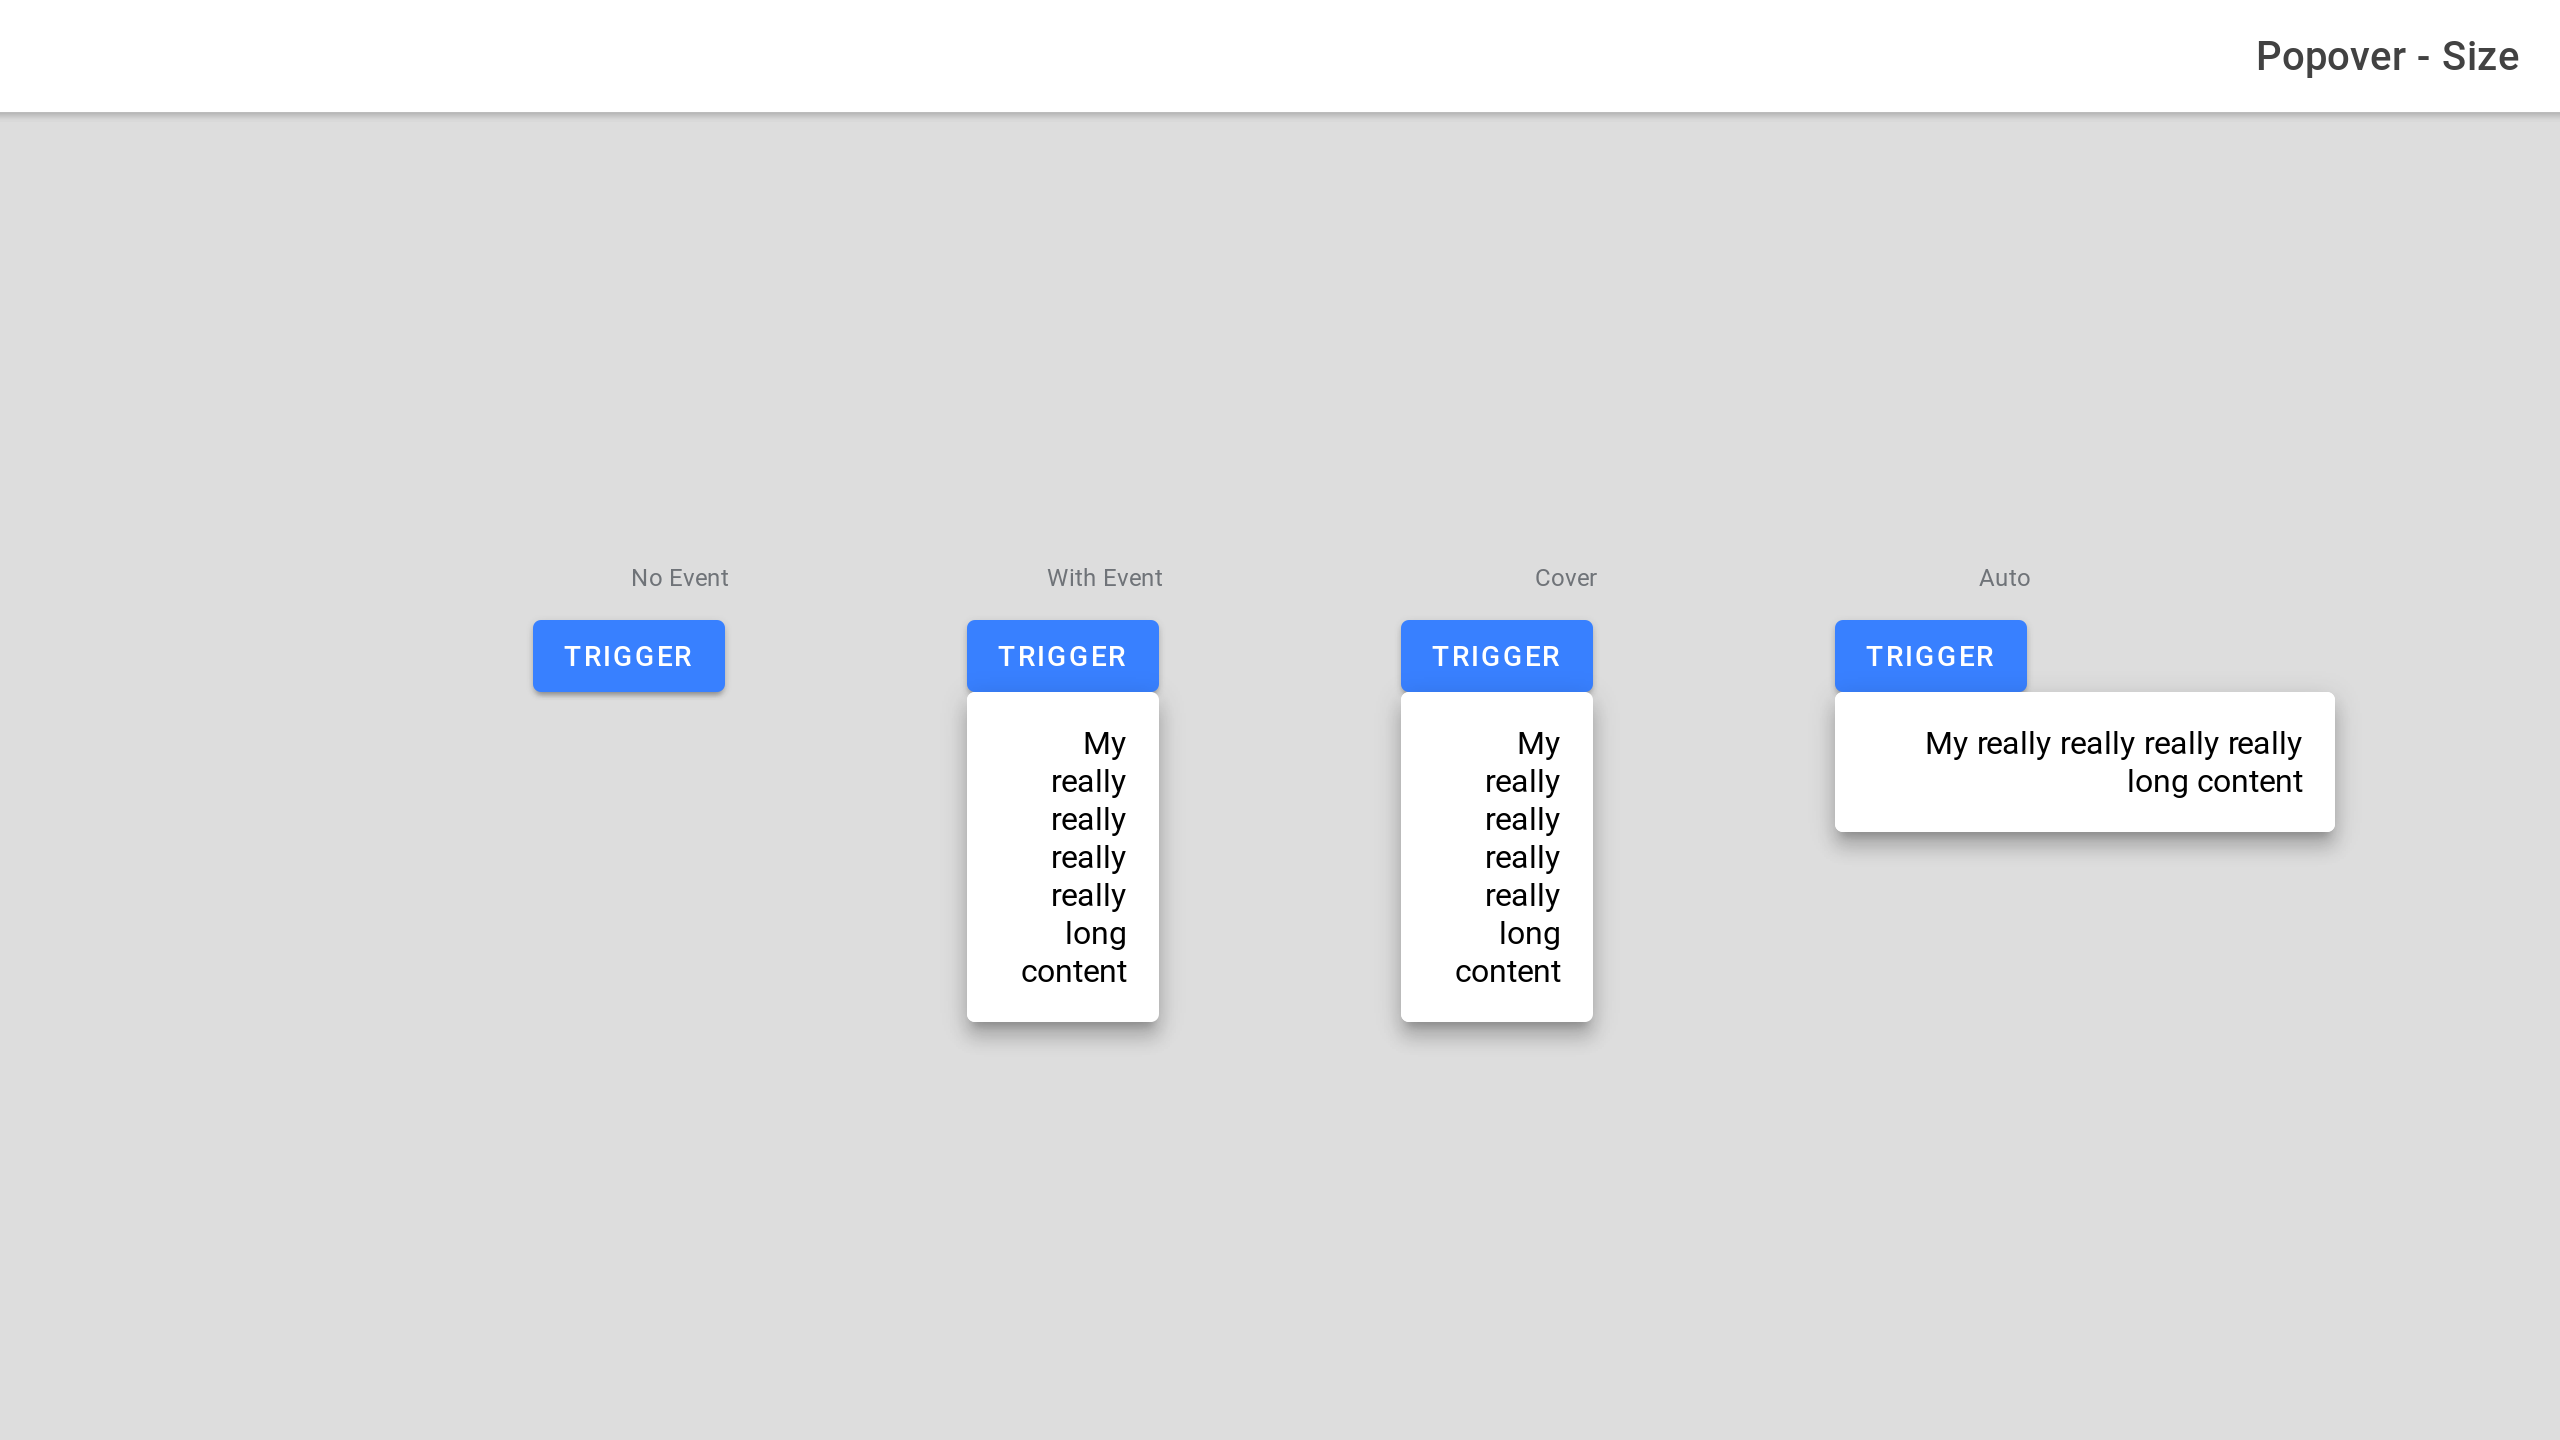 Popover - Size
No Event
TRIGGER
With Event
TRIGGER
My
really
really
really
really
long
content
Cover
TRIGGER
My
really
really
really
really
long
content
Auto
TRIGGER
My really really really really
long content